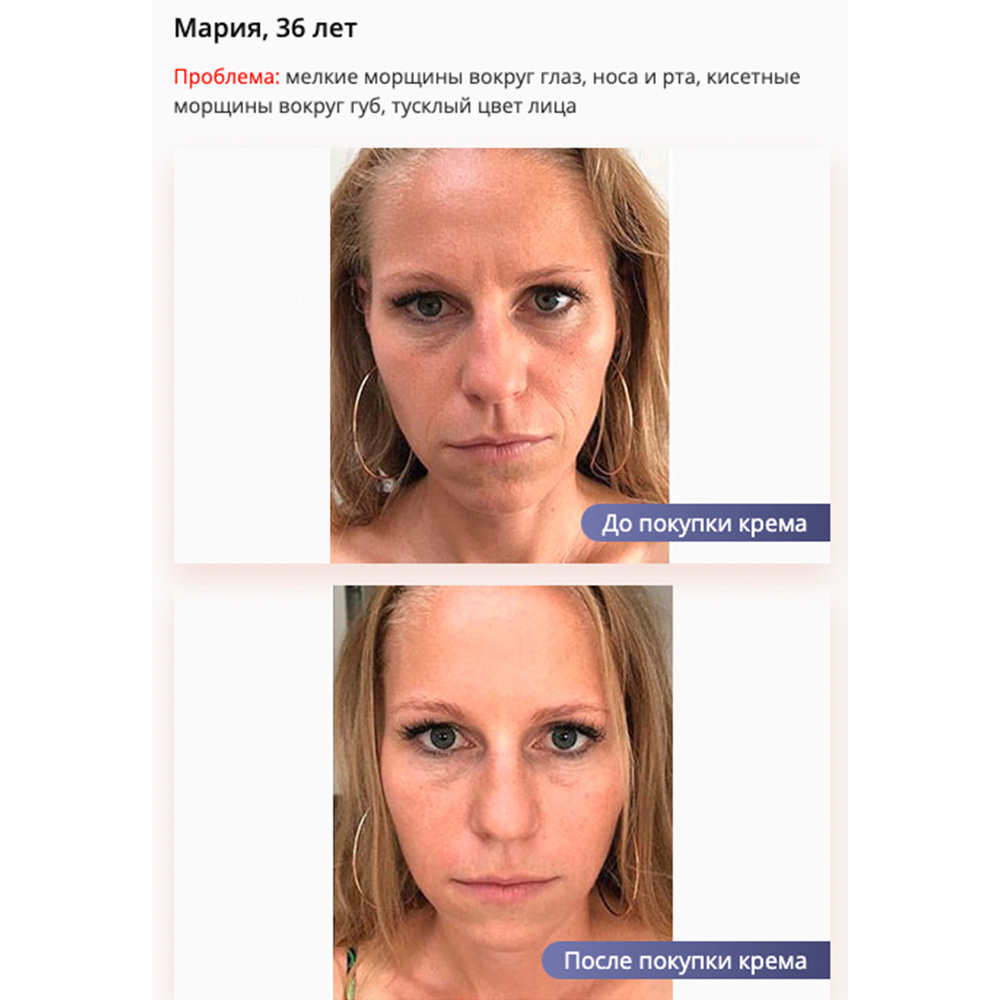 Мария, 36 лет
Проблема: мелкие морщины вокруг глаз, носа и рта, кисетные
морщины вокруг губ, тусклый цвет лица
До покупки крема
После покупки крема